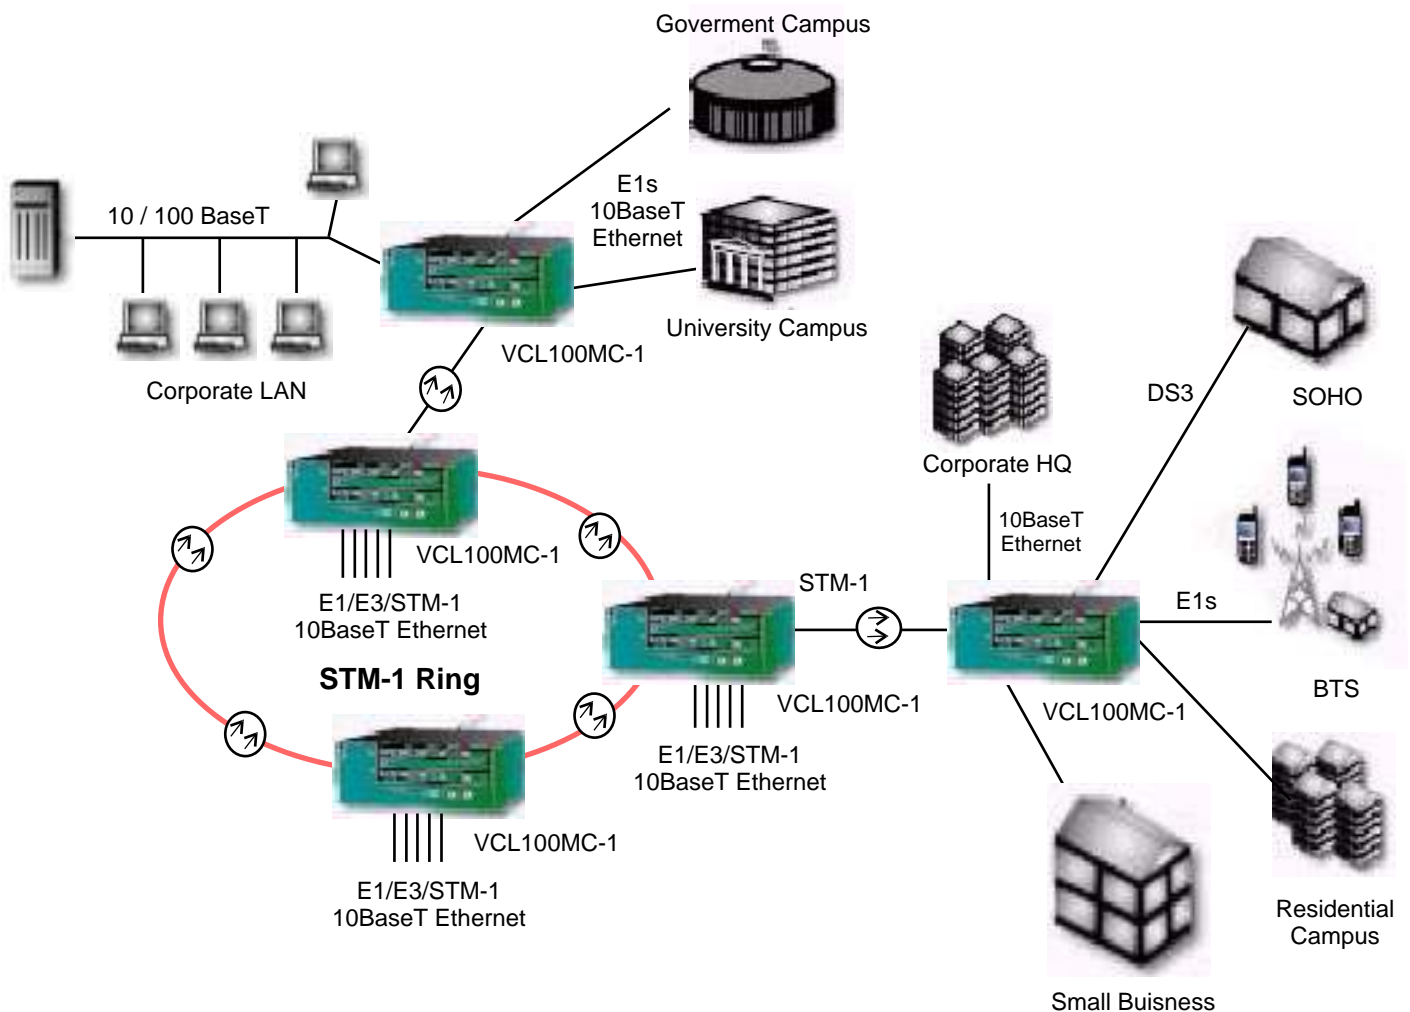 Goverment Campus
E1s
10BaseT
Ethernet
10 / 100 BaseT
University Campus
VCL100MC-1
Corporate LAN
DS3
SOHO
Corporate HQ
10BaseT
Ethernet
VCL100MC-1
E1/E3/STM-1
10BaseT Ethernet
STM-1
E1s
STM-1 Ring
BTS
VCL100MC-1
VCL100MC-1
E1/E3/STM-1
10BaseT Ethernet
VCL100MC-1
E1/E3/STM-1
10BaseT Ethernet
Residential
Campus
Small Buisness